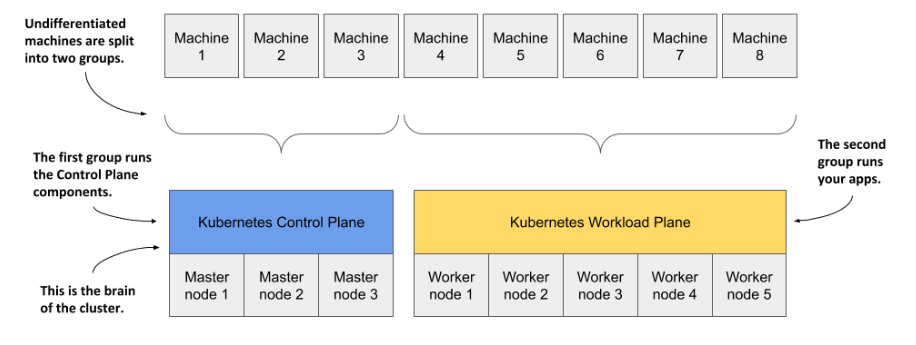 Undifferentiated
machines are split
into two groups.
Machine
1
Machine
2
Machine
3
Machine
4
Machine
5
Machine
6
Machine
7
Machine
8
The first group runs
the Control Plane
components.
The second
group runs
your apps.
Kubernetes Control Plane
Kubernetes Workload Plane
This is the brain
of the cluster.
Master
node 1
Master
node 2
Master
node 3
Worker
node 1
Worker
node 2
Worker
node 3
Worker
node 4
Worker
node 5